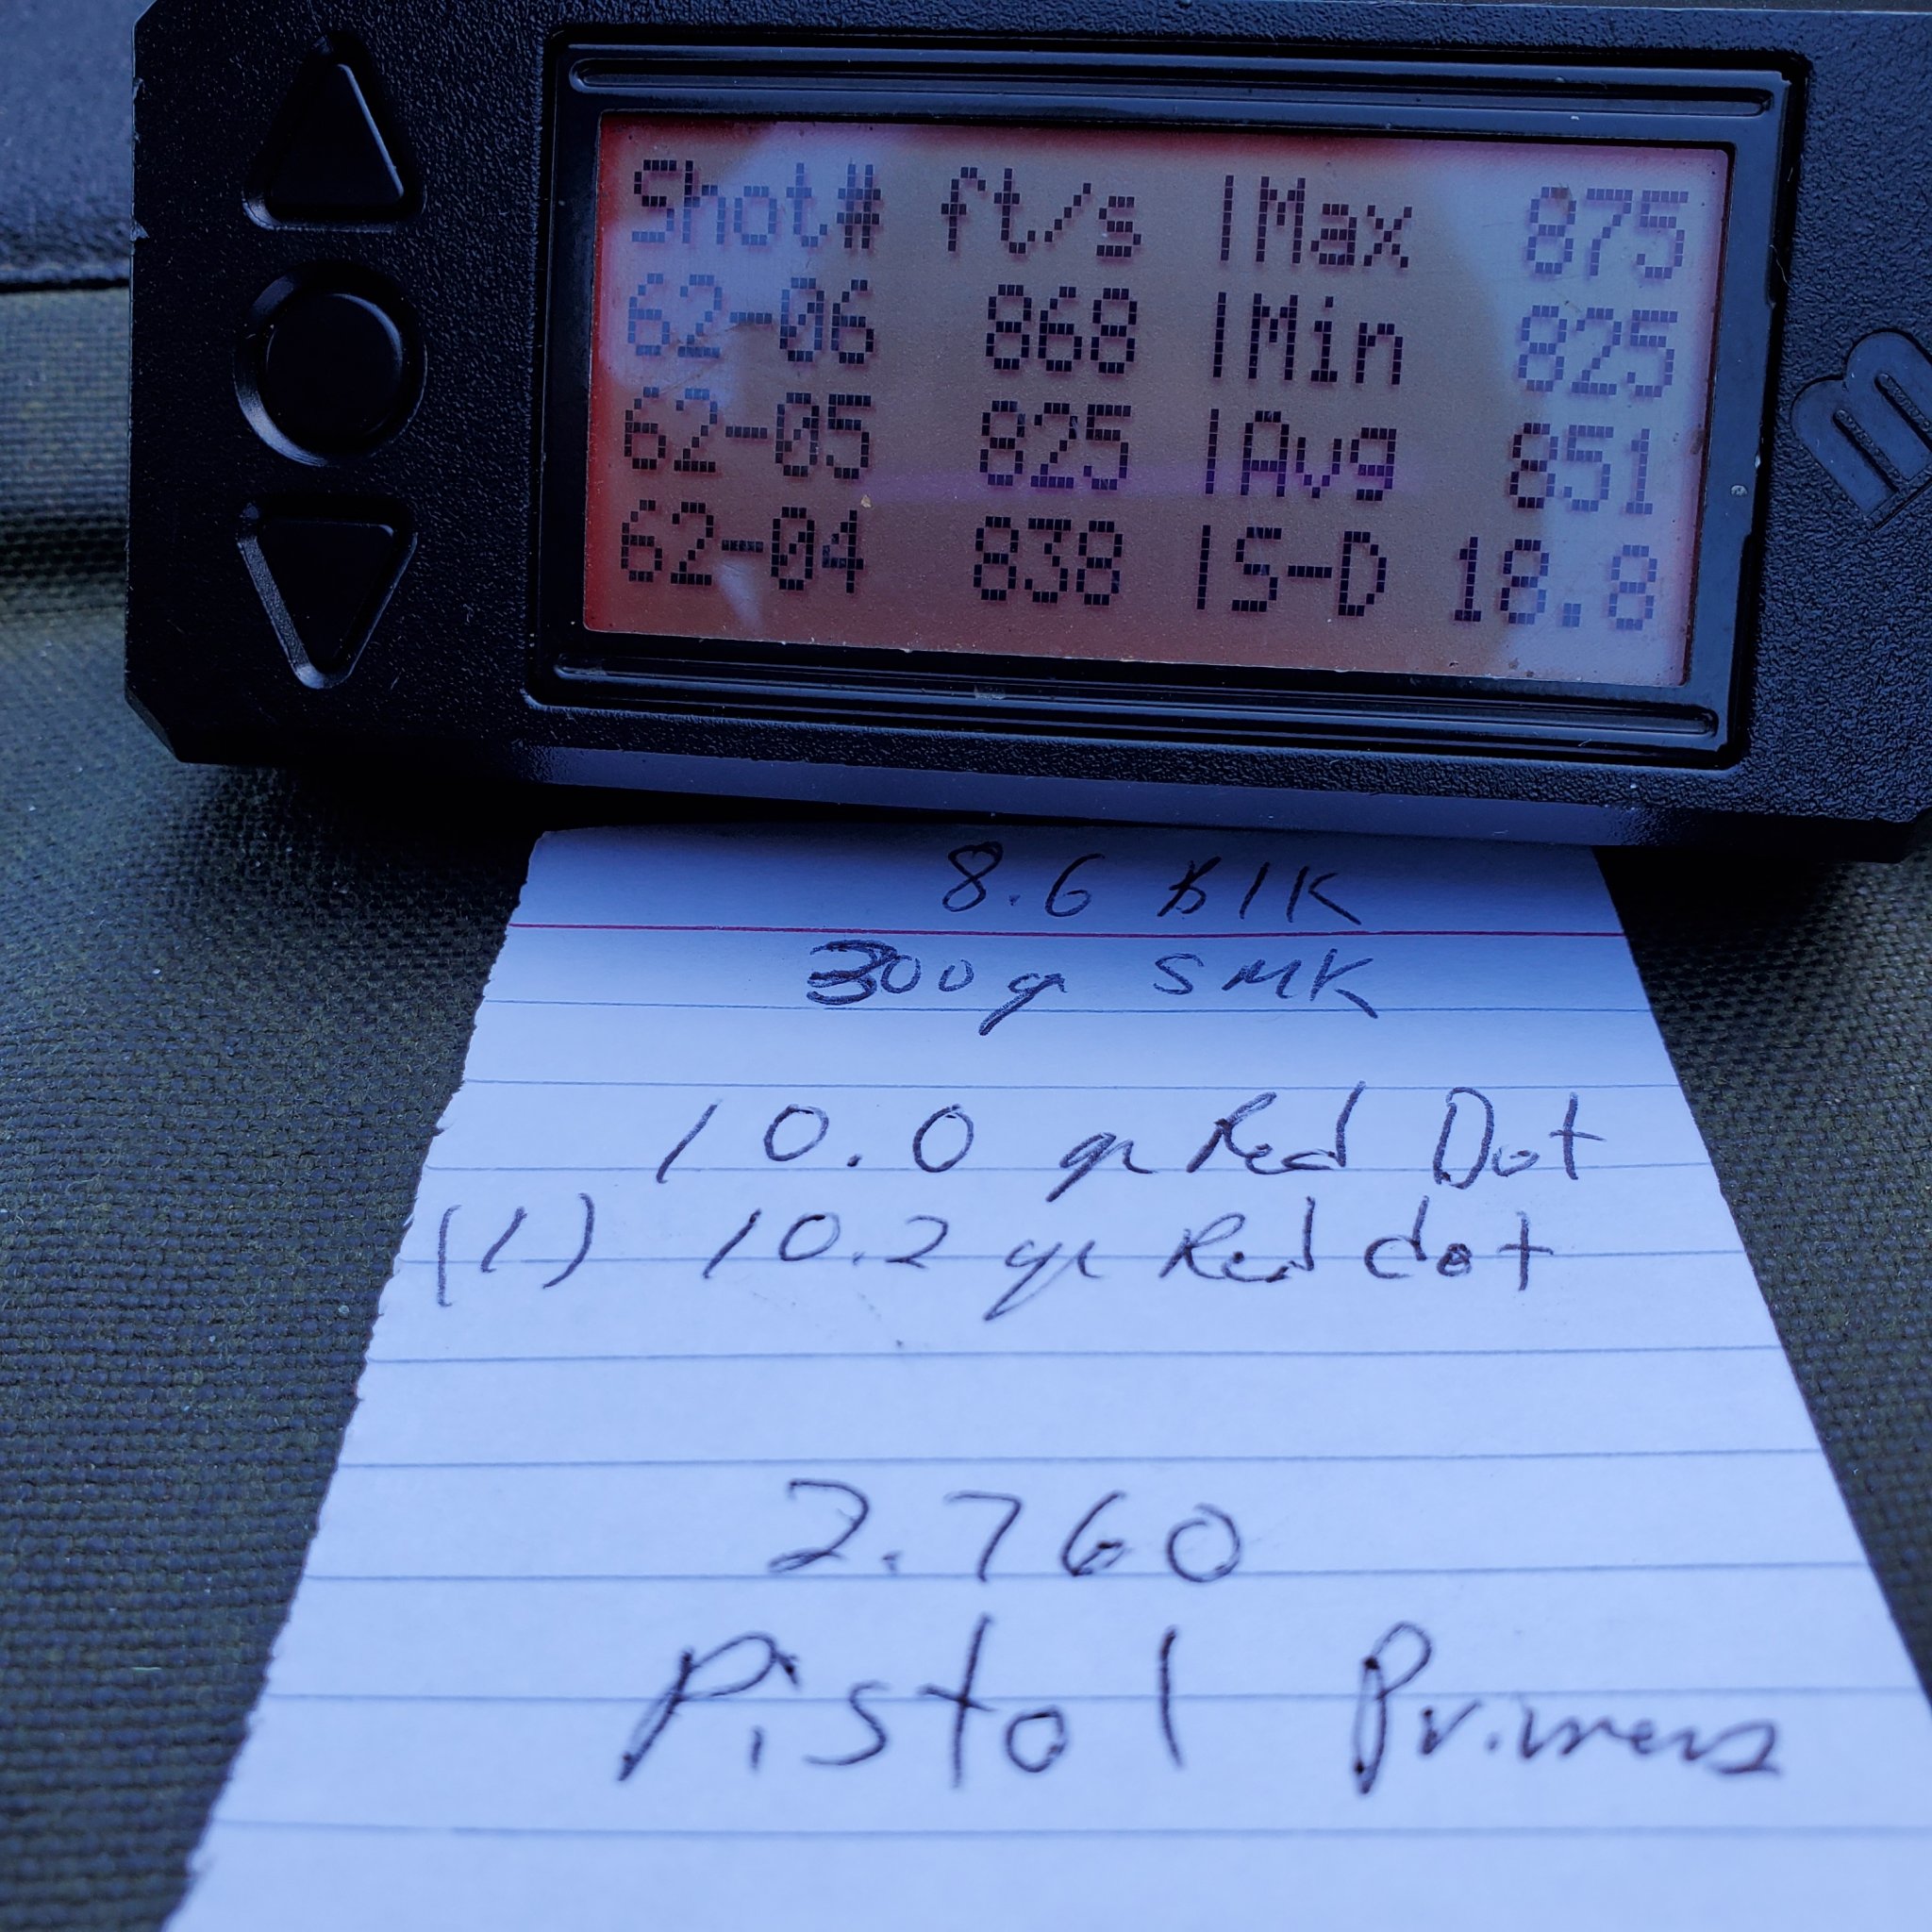 Shot# ft/s |Max 875
62-06 868 |Min 825
62-05 825 |Avg 851
62-04 838 |S-D 18.8
8.6 BlK
300 gr SMK
10.0 gr Red Dot
(1) 10.2 gr Red dot
2.760
Pistol Primers